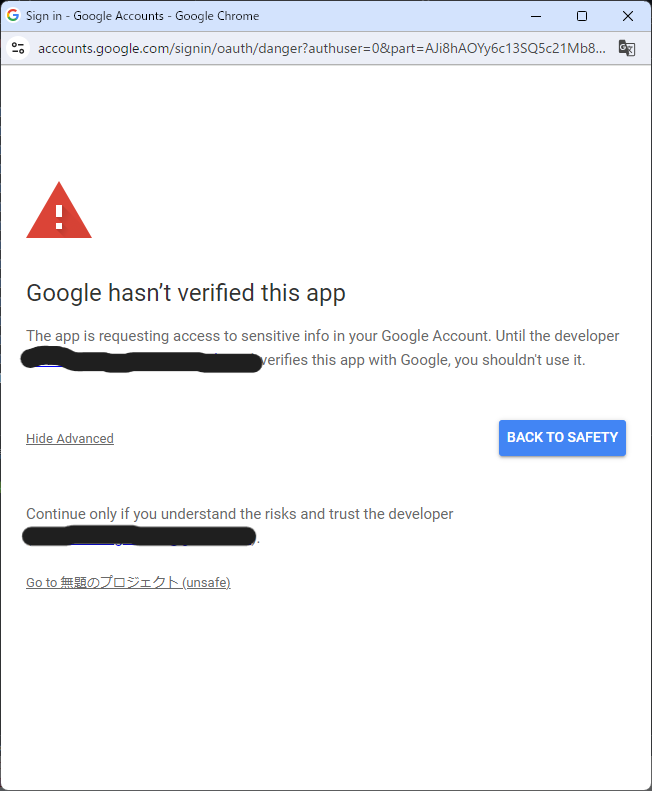 Sign in - Google Accounts - Google Chrome
accounts.google.com/signin/oauth/danger?authuser=0&part=AJi8hAOYy6c13SQ5c21Mb8...
Google hasn’t verified this app
The app is requesting access to sensitive info in your Google Account. Until the developer
verifies this app with Google, you shouldn't use it.
Hide Advanced
BACK TO SAFETY
Continue only if you understand the risks and trust the developer
.
Go to 無題のプロジェクト (unsafe)